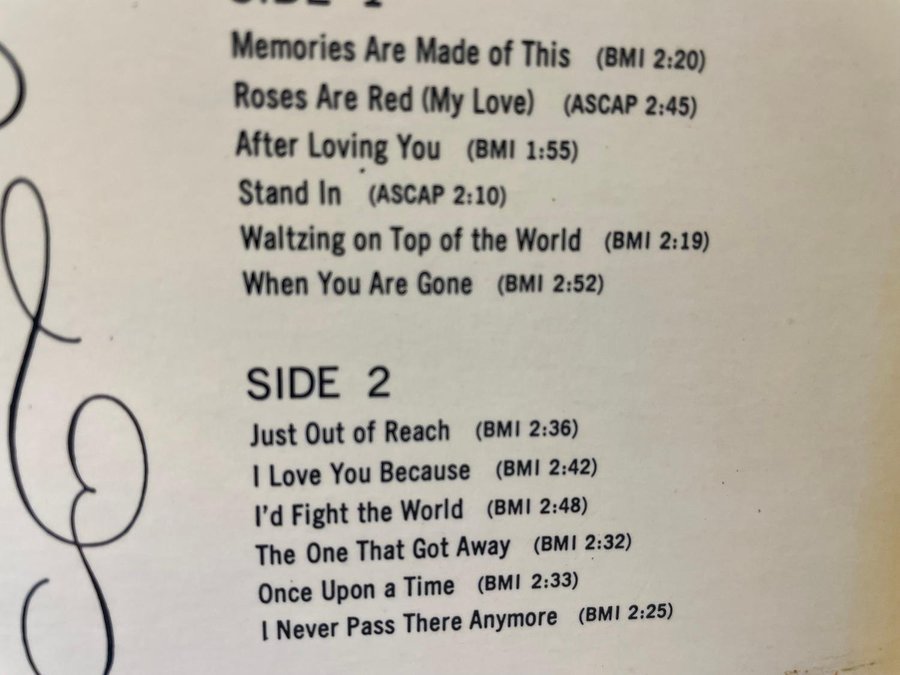 SIDE 1
Memories Are Made of This (BMI 2:20)
Roses Are Red (My Love) (ASCAP 2:45)
After Loving You (BMI 1:55)
Stand In (ASCAP 2:10)
Waltzing on Top of the World (BMI 2:19)
When You Are Gone (BMI 2:52)
SIDE 2
Just Out of Reach (BMI 2:36)
I Love You Because (BMI 2:42)
I'd Fight the World (BMI 2:48)
The One That Got Away (BMI 2:32)
Once Upon a Time (BMI 2:33)
I Never Pass There Anymore (BMI 2:25)